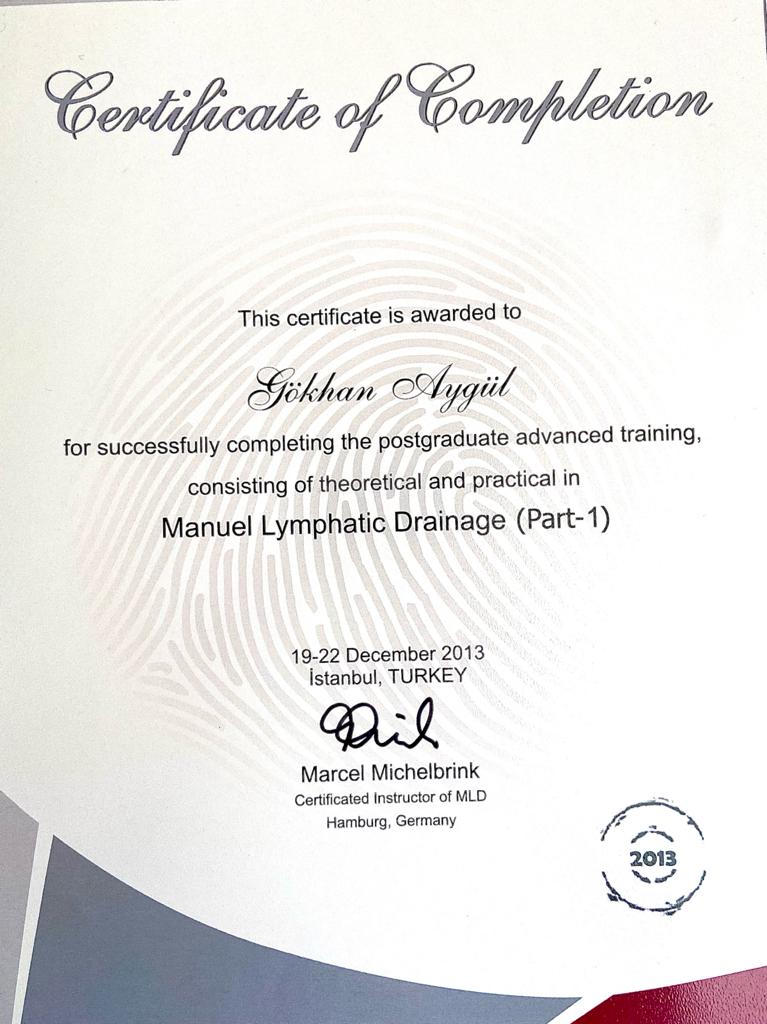 Certificate of Completion
This certificate is awarded to
Gökhan Aygül
for successfully completing the postgraduate advanced training,
consisting of theoretical and practical in
Manuel Lymphatic Drainage (Part-1)
19-22 December 2013
İstanbul, TURKEY
Marcel Michelbrink
Certificated Instructor of MLD
Hamburg, Germany
2013